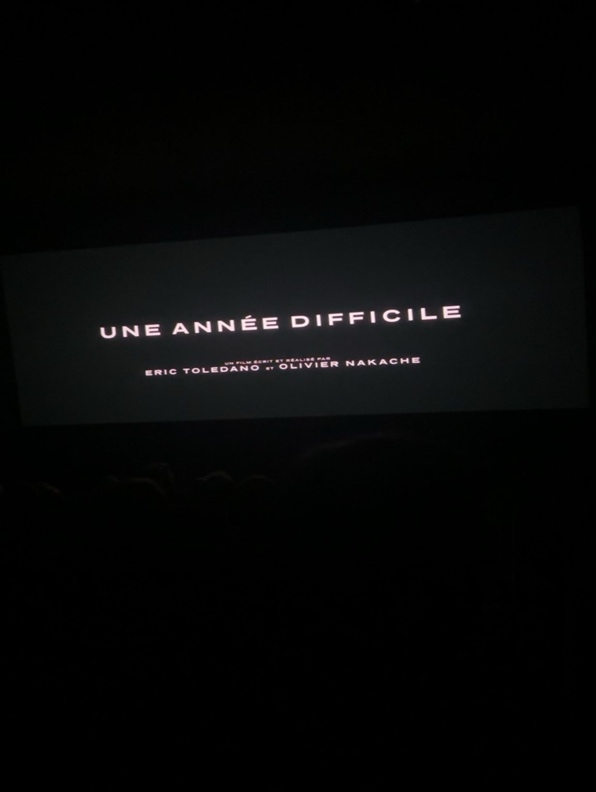 UNE ANNÉE DIFFICILE
UN FILM ÉCRIT ET RÉALISÉ PAR
ERIC TOLEDANO ET OLIVIER NAKACHE